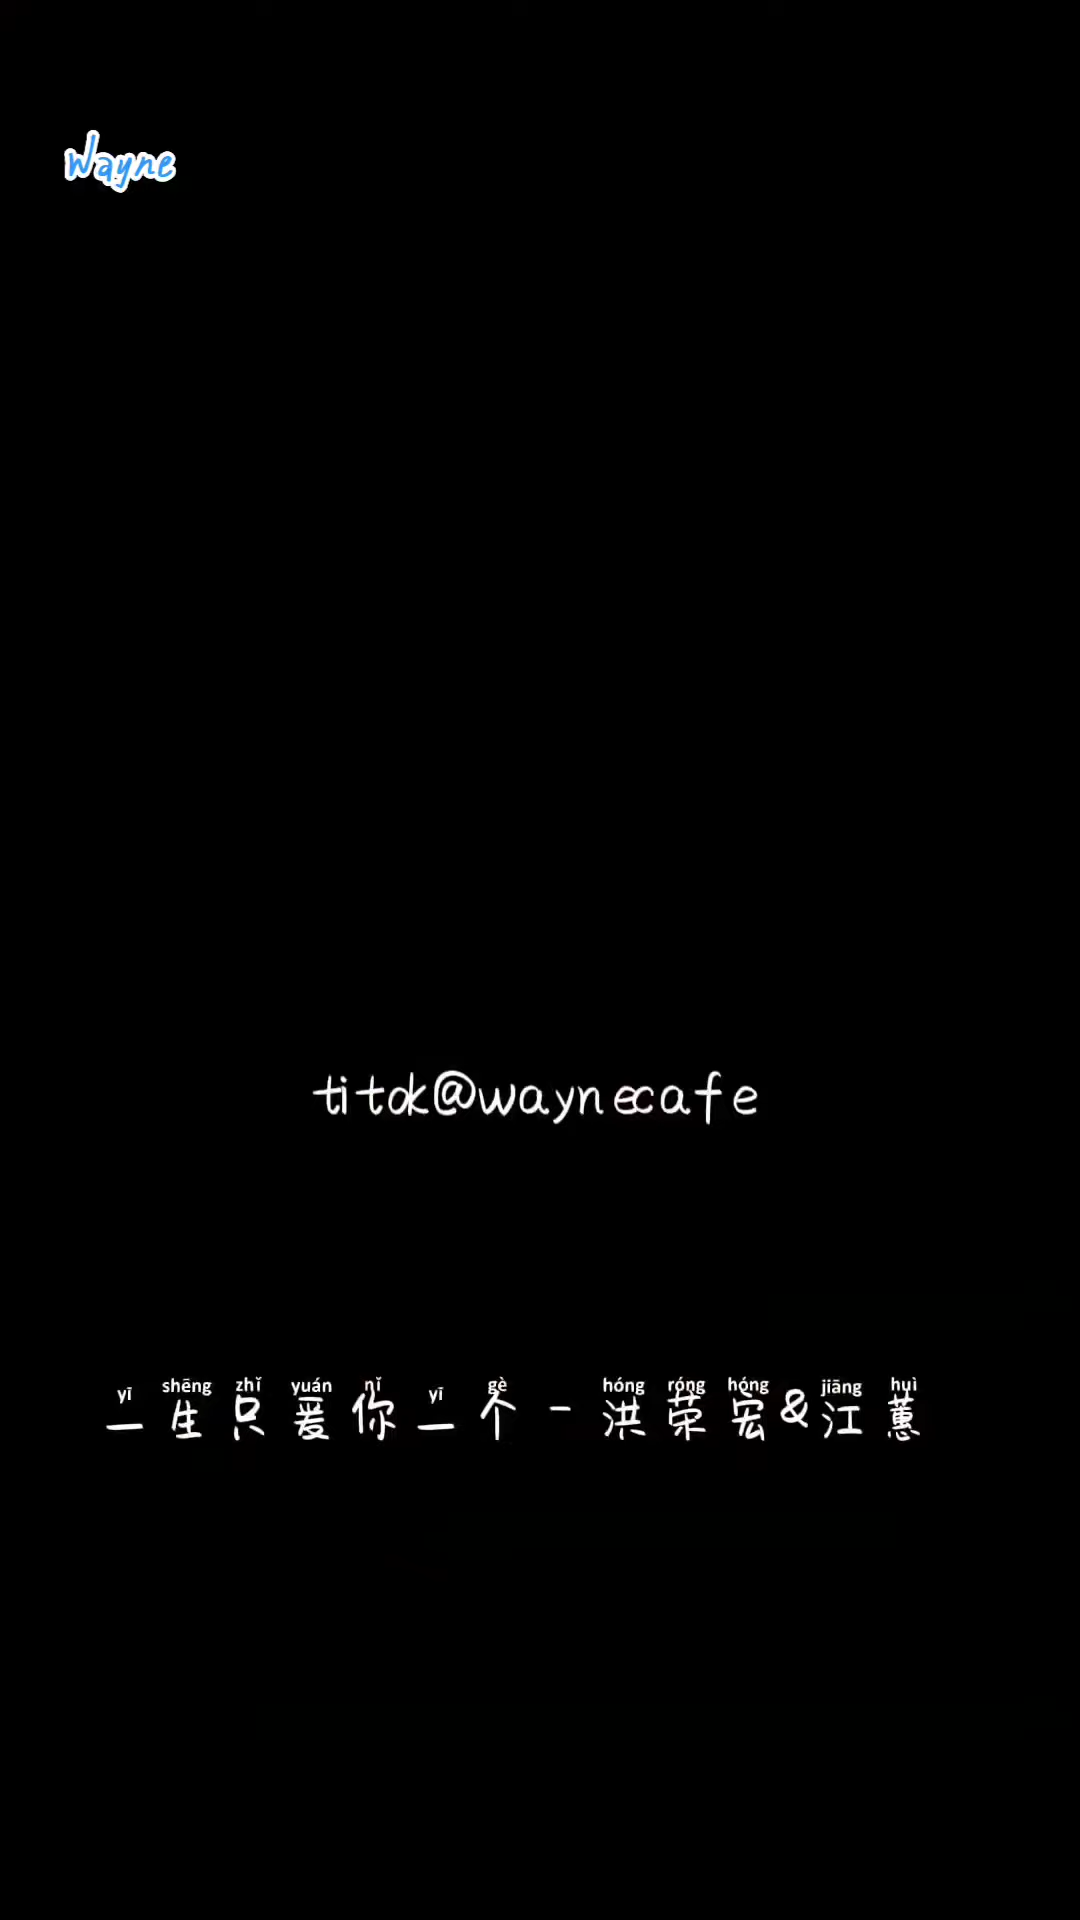 Wayne
titok@waynecafe
yī shēng zhǐ yuán nǐ yī gè hóng róng hóng jiāng huì
一生只爰你一个 - 洪荣宏&江蕙